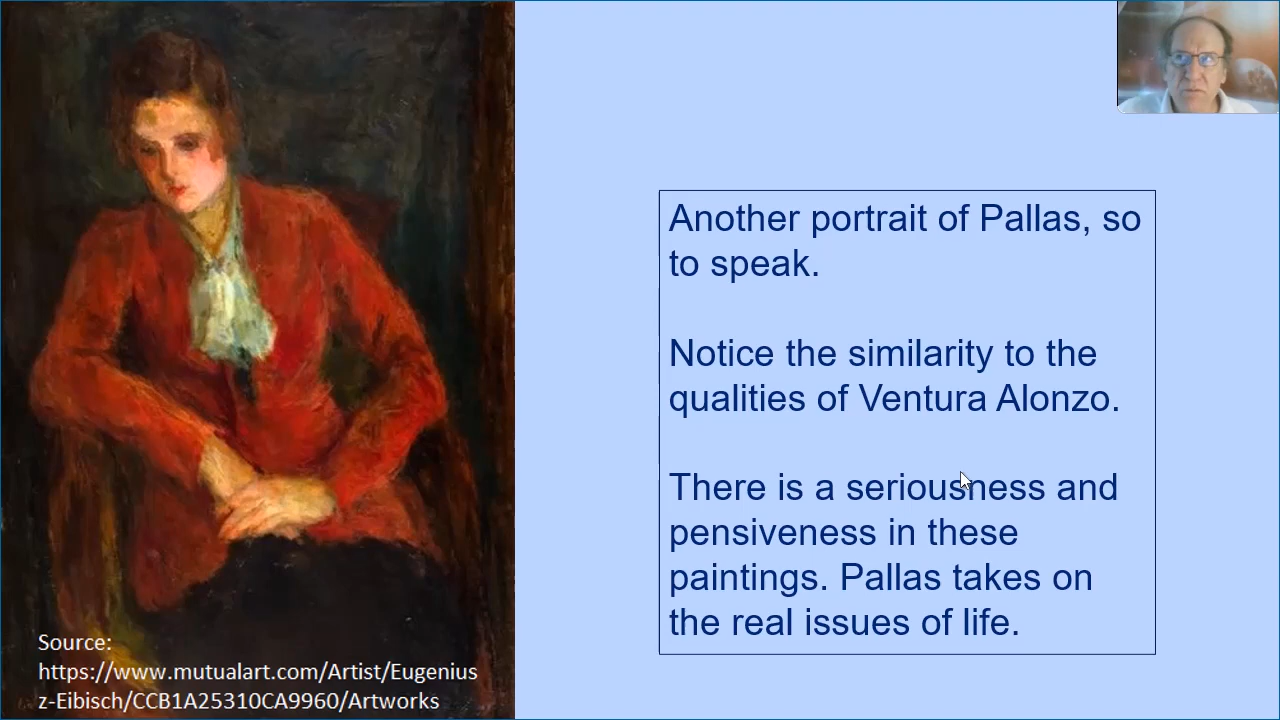 Another portrait of Pallas, so
to speak.
Notice the similarity to the
qualities of Ventura Alonzo.
There is a seriousness and
pensiveness in these
paintings. Pallas takes on
the real issues of life.
Source:
https://www.mutualart.com/Artist/Eugenius
z-Eibisch/CCB1A25310CA9960/Artworks